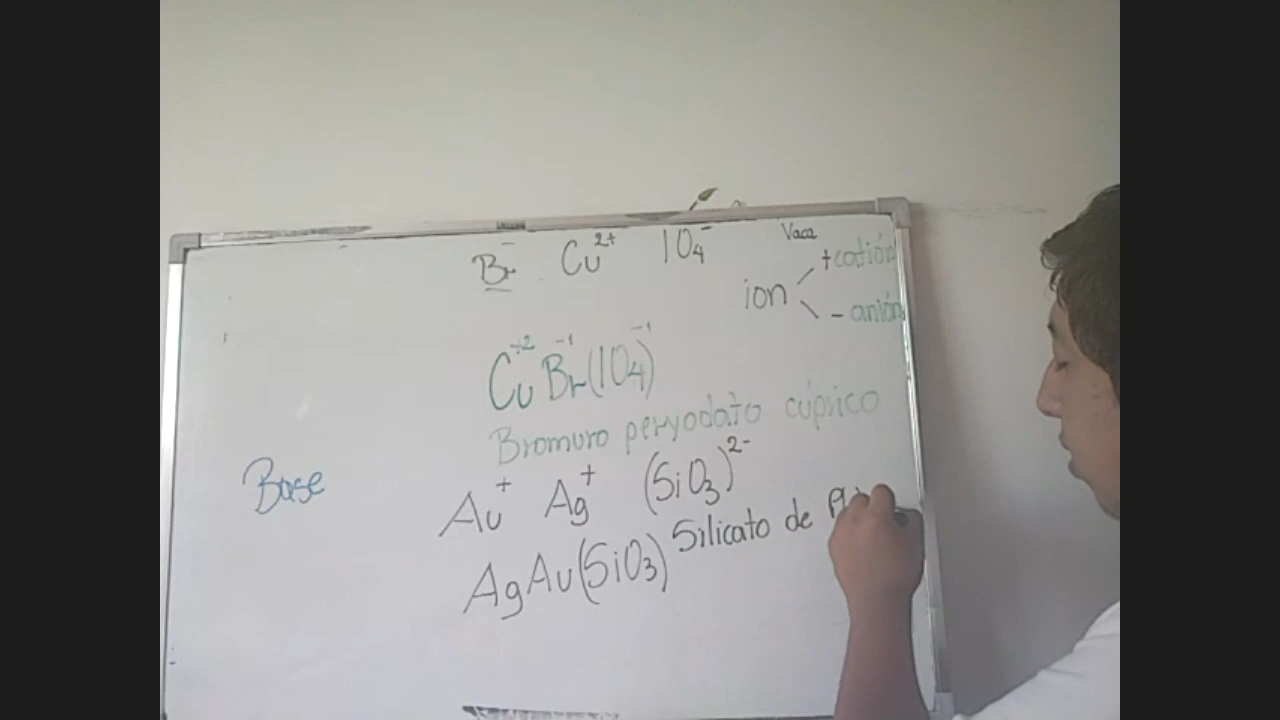 Br⁻ Cu²⁺ IO₄⁻
ion
+ catión
- anión
Cu⁺² Br⁻¹ (IO₄)⁻¹
Bromuro peryodato cúprico
Base
Au⁺ Ag⁺ (SiO₃)²⁻
AgAu(SiO₃) Silicato de